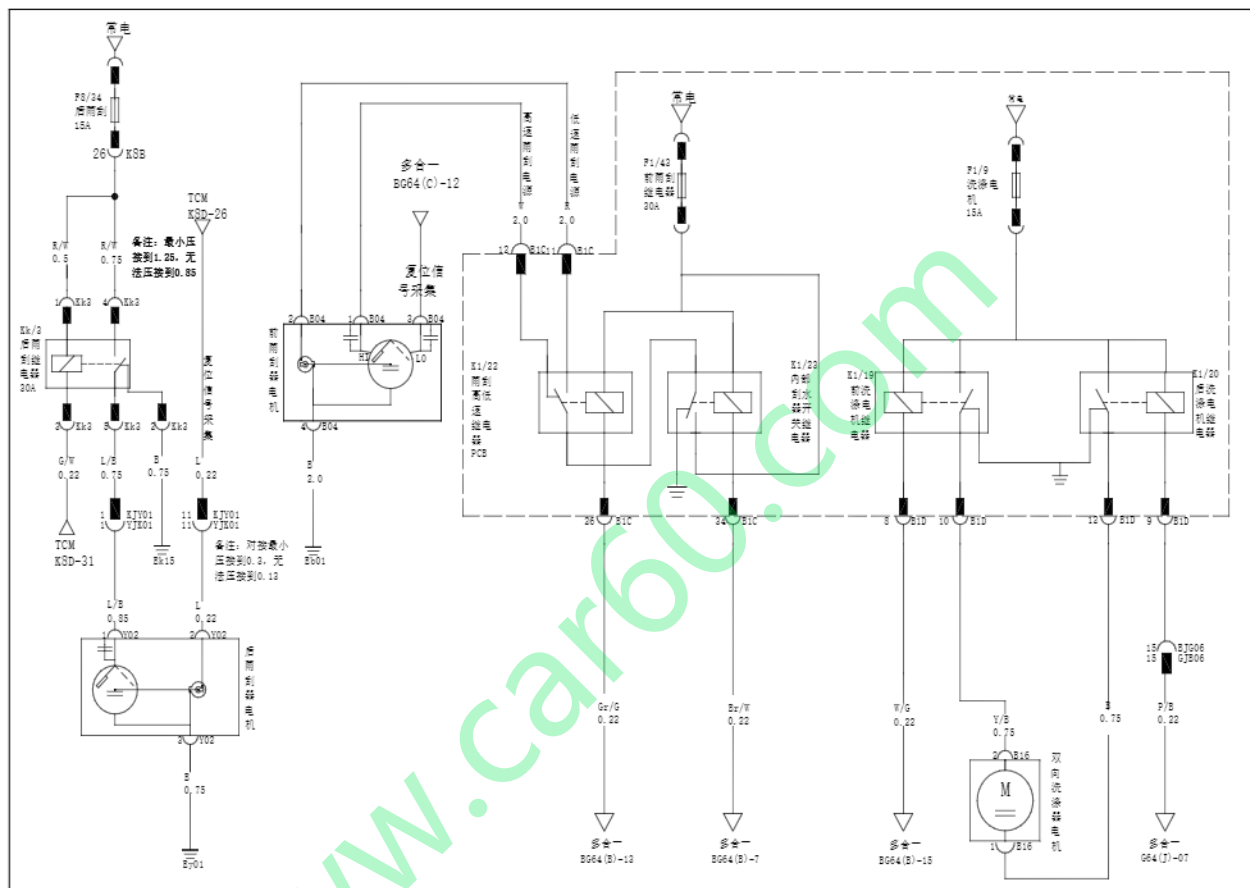 常电
F8/34
后雨刮
15A
26 KSB
TCM
KSD-26
R/W
0.5
R/W
0.75
备注：最小压
接到1.25，无
法压接到0.85
1 Kk3
4 Kk3
Kk/3
后雨
刮继
电器
30A
2 Kk3
5 Kk3
2 Kk3
复位信号采集
G/W
0.22
L/B
0.75
B
0.75
L
0.22
1 KJY01
1 YJK01
11 KJY01
11 YJK01
TCM
KSD-31
Ek15
备注：对接最小
压接到0.3，无
法压接到0.13
L/B
0.85
L
0.22
1 Y02
2 Y02
后雨刮器电机
3 Y02
B
0.75
Ey01
多合一
BG64(C)-12
复位信
号采集
2 B04
1 B04
3 B04
前雨刮器电机
HI
LO
4 B04
B
2.0
Eb01
高速雨刮电源
低速雨刮电源
2.0
R
2.0
13 B1C
11 B1C
常电
F1/43
前雨刮
继电器
30A
常电
F1/9
洗涤电
机
15A
K1/22
雨刮
高低
速继
电器
PCB
K1/23
内部
刮水
器开
关继
电器
K1/19
前洗
涤电
机继
电器
K1/20
后洗
涤电
机继
电器
26 B1C
34 B1C
8 B1D
10 B1D
12 B1D
9 B1D
15 BJG06
15 GJB06
Gr/G
0.22
Br/W
0.22
W/G
0.22
Y/B
0.75
0.75
P/B
0.22
2 B16
M
双向洗涤器电机
1 B16
多合一
BG64(B)-13
多合一
BG64(B)-7
多合一
BG64(B)-15
多合一
G64(J)-07
w.car60.com